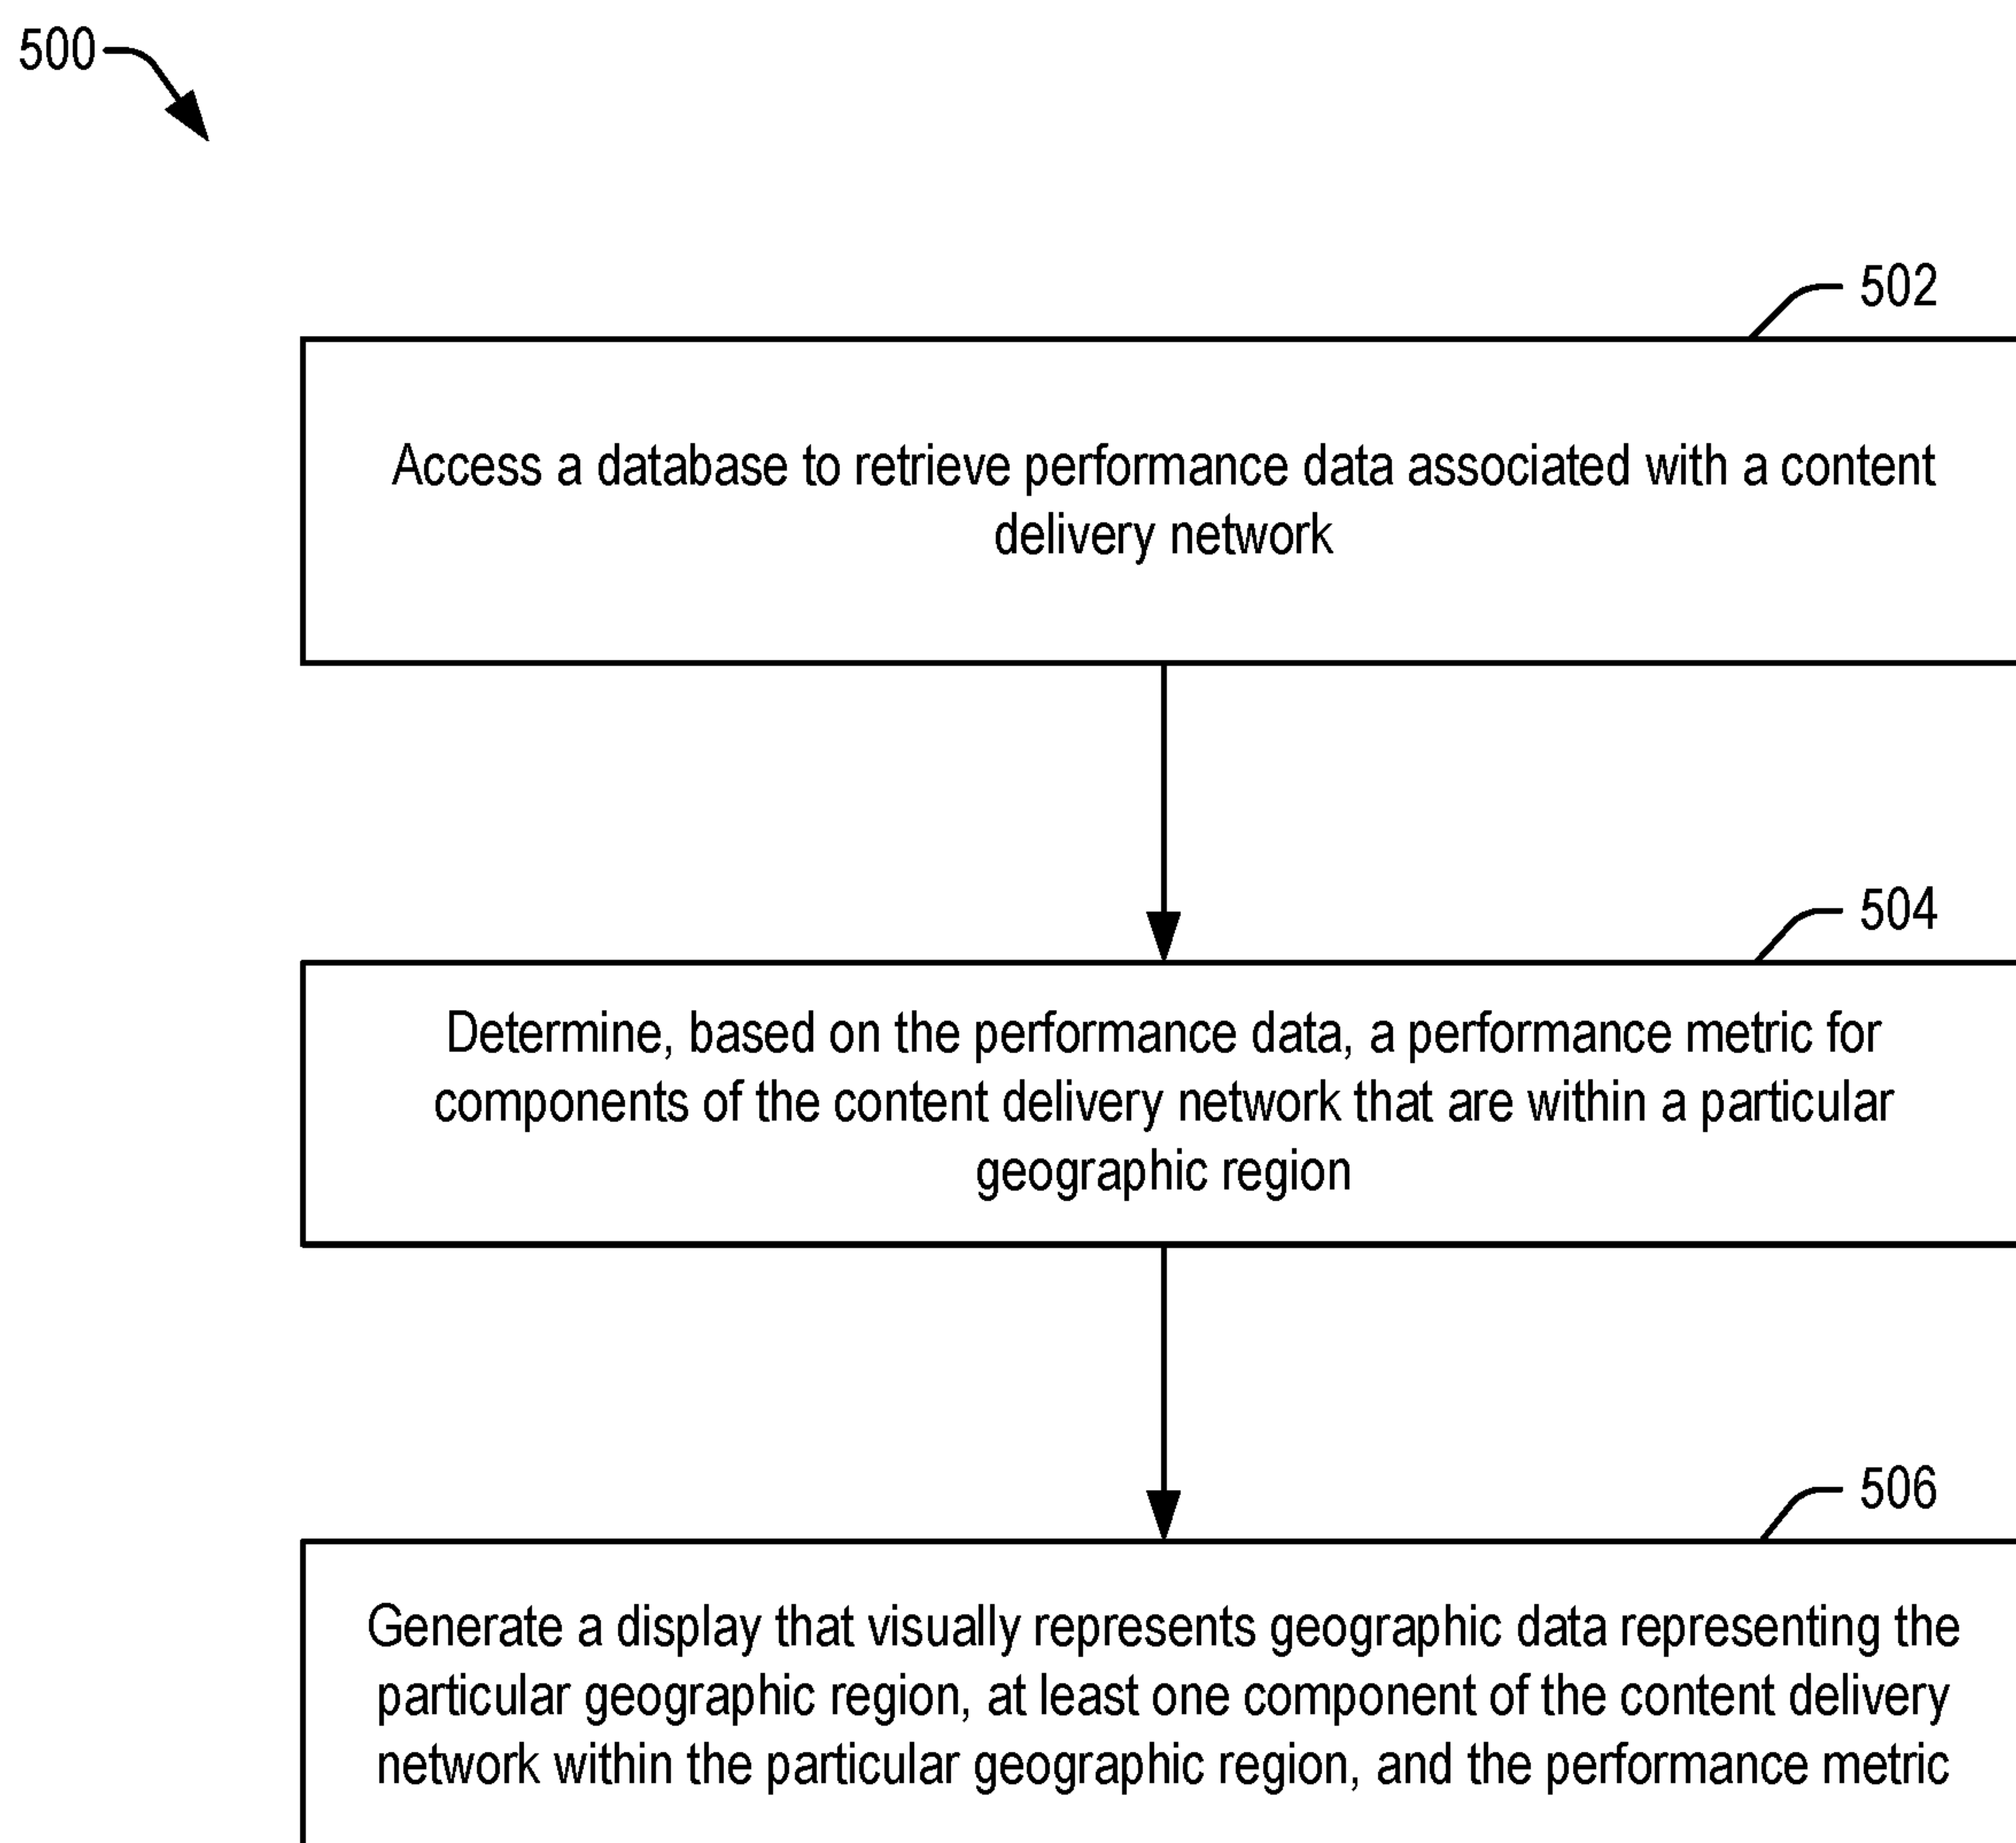 500
502
Access a database to retrieve performance data associated with a content
delivery network
504
Determine, based on the performance data, a performance metric for
components of the content delivery network that are within a particular
geographic region
506
Generate a display that visually represents geographic data representing the
particular geographic region, at least one component of the content delivery
network within the particular geographic region, and the performance metric